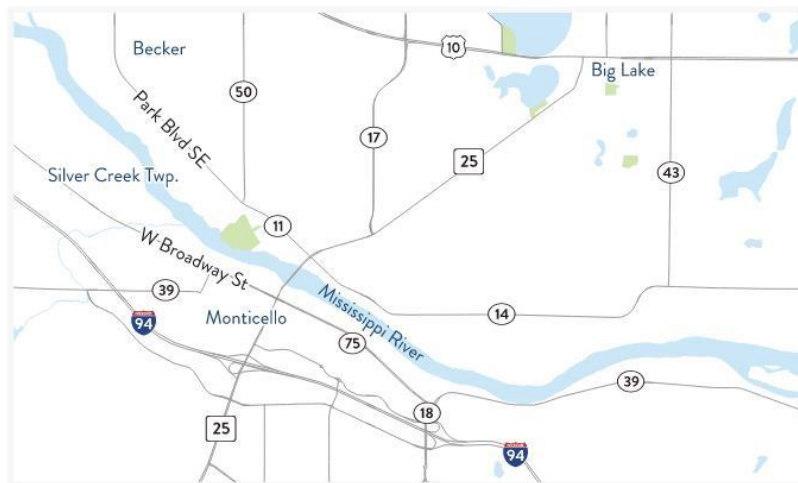 Becker
10
Big Lake
50
Park Blvd SE
17
25
43
Silver Creek Twp.
11
W Broadway St
39
94
Monticello
Mississippi River
14
75
39
18
25
94